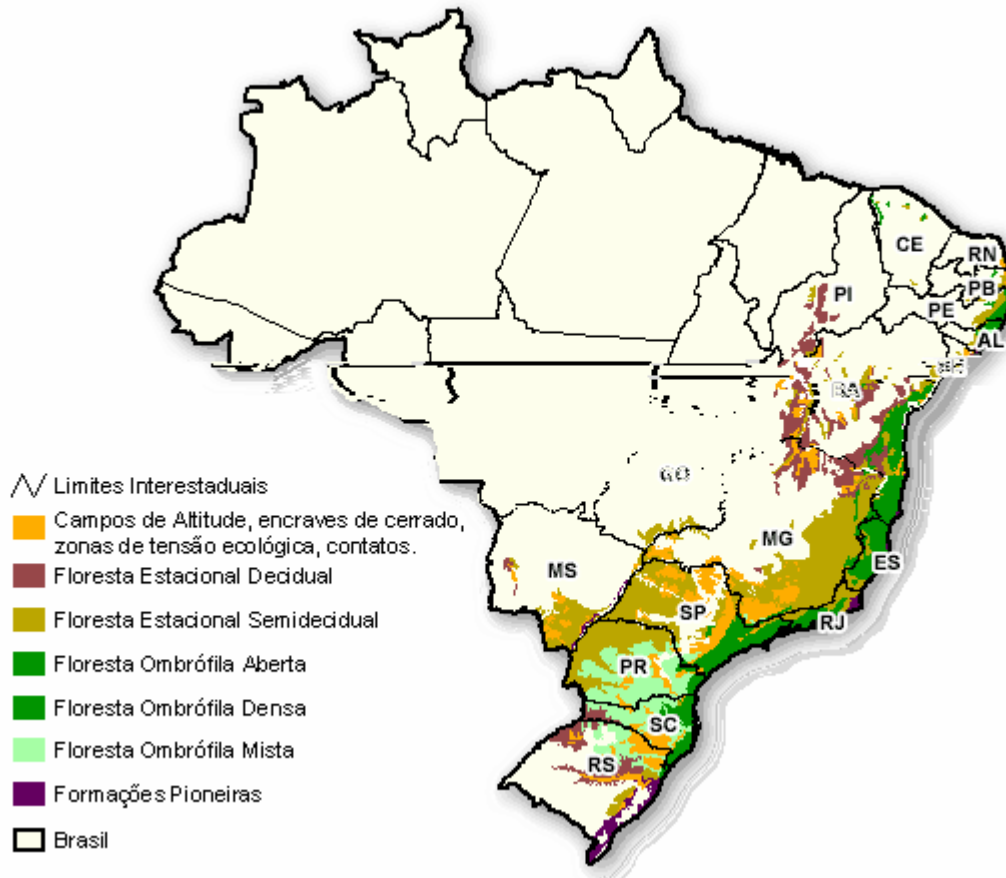 CE
RN
PI
PB
PE
AL
BA
Limites Interestaduais
GO
Campos de Altitude, encraves de cerrado,
zonas de tensão ecológica, contatos.
MG
ES
MS
Floresta Estacional Decidual
SP
Floresta Estacional Semidecidual
RJ
Floresta Ombrófila Aberta
PR
Floresta Ombrófila Densa
SC
Floresta Ombrófila Mista
RS
Formações Pioneiras
Brasil